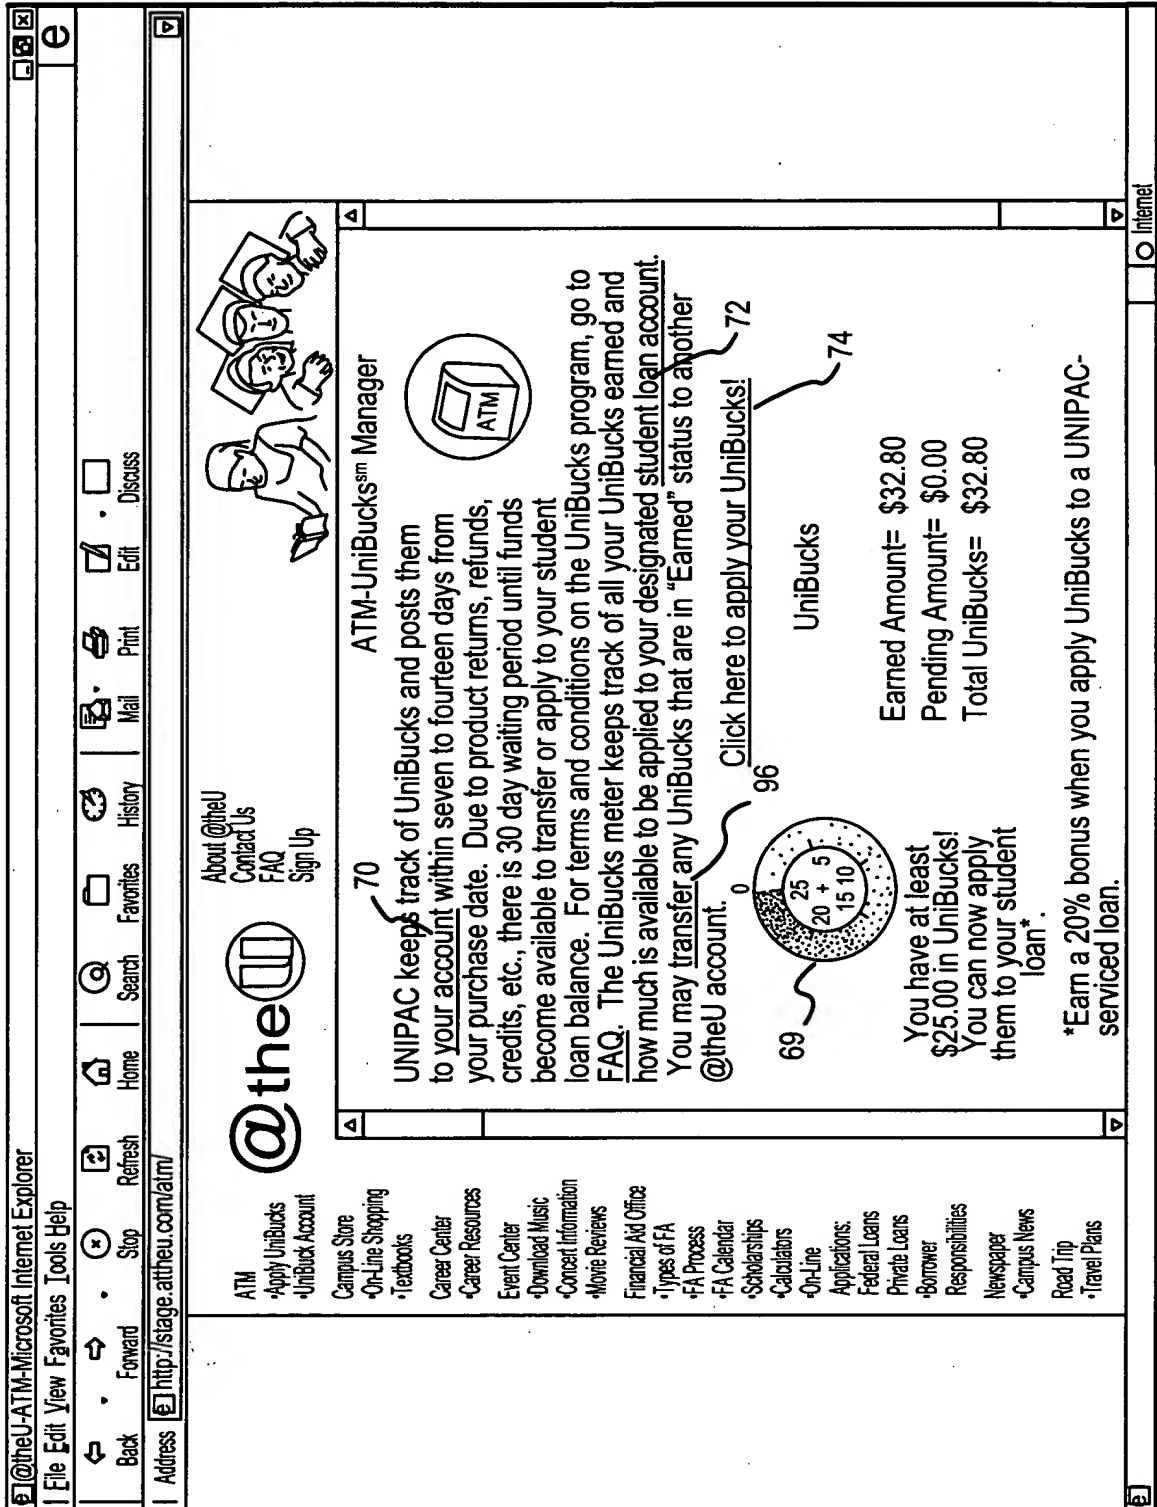 @theU-ATM-Microsoft Internet Explorer
File Edit View Favorites Tools Help
Back Forward Stop Refresh Home Search Favorites History Mail Print Edit Discuss
Address http://stage.attheu.com/atm/
@theU
About @theU
Contact Us
FAQ
Sign Up
ATM
•Apply UniBucks
•UniBuck Account
Campus Store
•On-Line Shopping
•Textbooks
Career Center
•Career Resources
Event Center
•Download Music
•Concert Information
•Movie Reviews
Financial Aid Office
•Types of FA
•FA Process
•FA Calendar
•Scholarships
•Calculators
•On-Line
Applications:
Federal Loans
Private Loans
•Borrower
Responsibilities
Newspaper
•Campus News
Road Trip
•Travel Plans
ATM-UniBucks℠ Manager
70
UNIPAC keeps track of UniBucks and posts them
to your account within seven to fourteen days from
your purchase date. Due to product returns, refunds,
credits, etc., there is 30 day waiting period until funds
become available to transfer or apply to your student
loan balance. For terms and conditions on the UniBucks program, go to
FAQ. The UniBucks meter keeps track of all your UniBucks earned and
how much is available to be applied to your designated student loan account.
You may transfer any UniBucks that are in “Earned” status to another
@theU account.
ATM
Click here to apply your UniBucks!
72
96
74
69
0
25 5
20 + 10
15
You have at least
$25.00 in UniBucks!
You can now apply
them to your student
loan*.
UniBucks
Earned Amount= $32.80
Pending Amount= $0.00
Total UniBucks= $32.80
*Earn a 20% bonus when you apply UniBucks to a UNIPAC-
serviced loan.
Internet